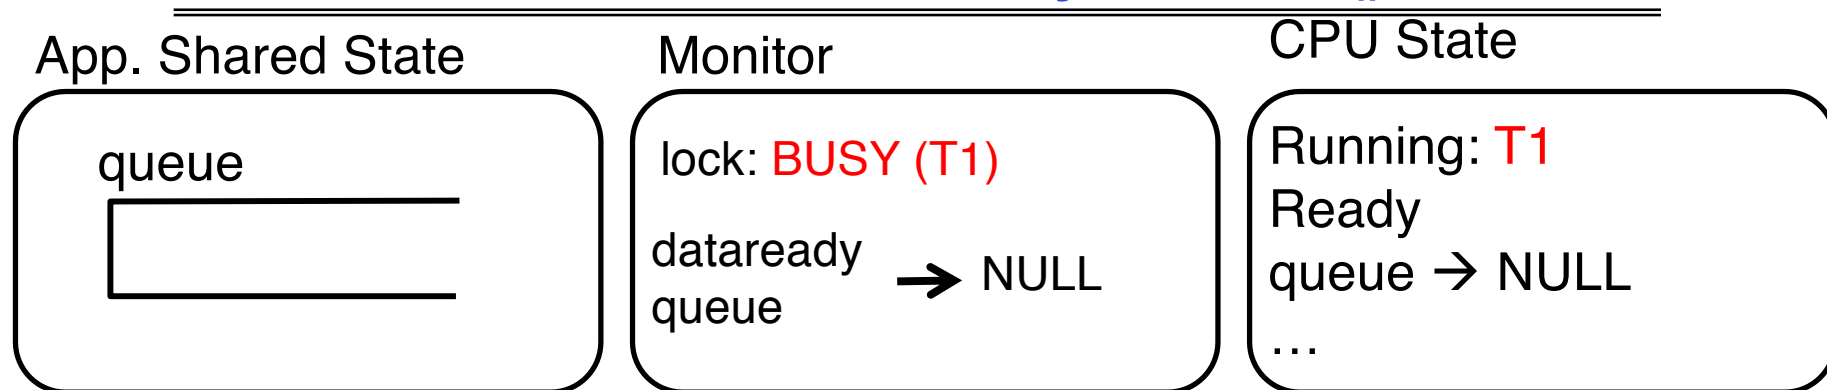 App. Shared State
queue
Monitor
lock: BUSY (T1)
dataready
queue → NULL
CPU State
Running: T1
Ready
queue → NULL
…